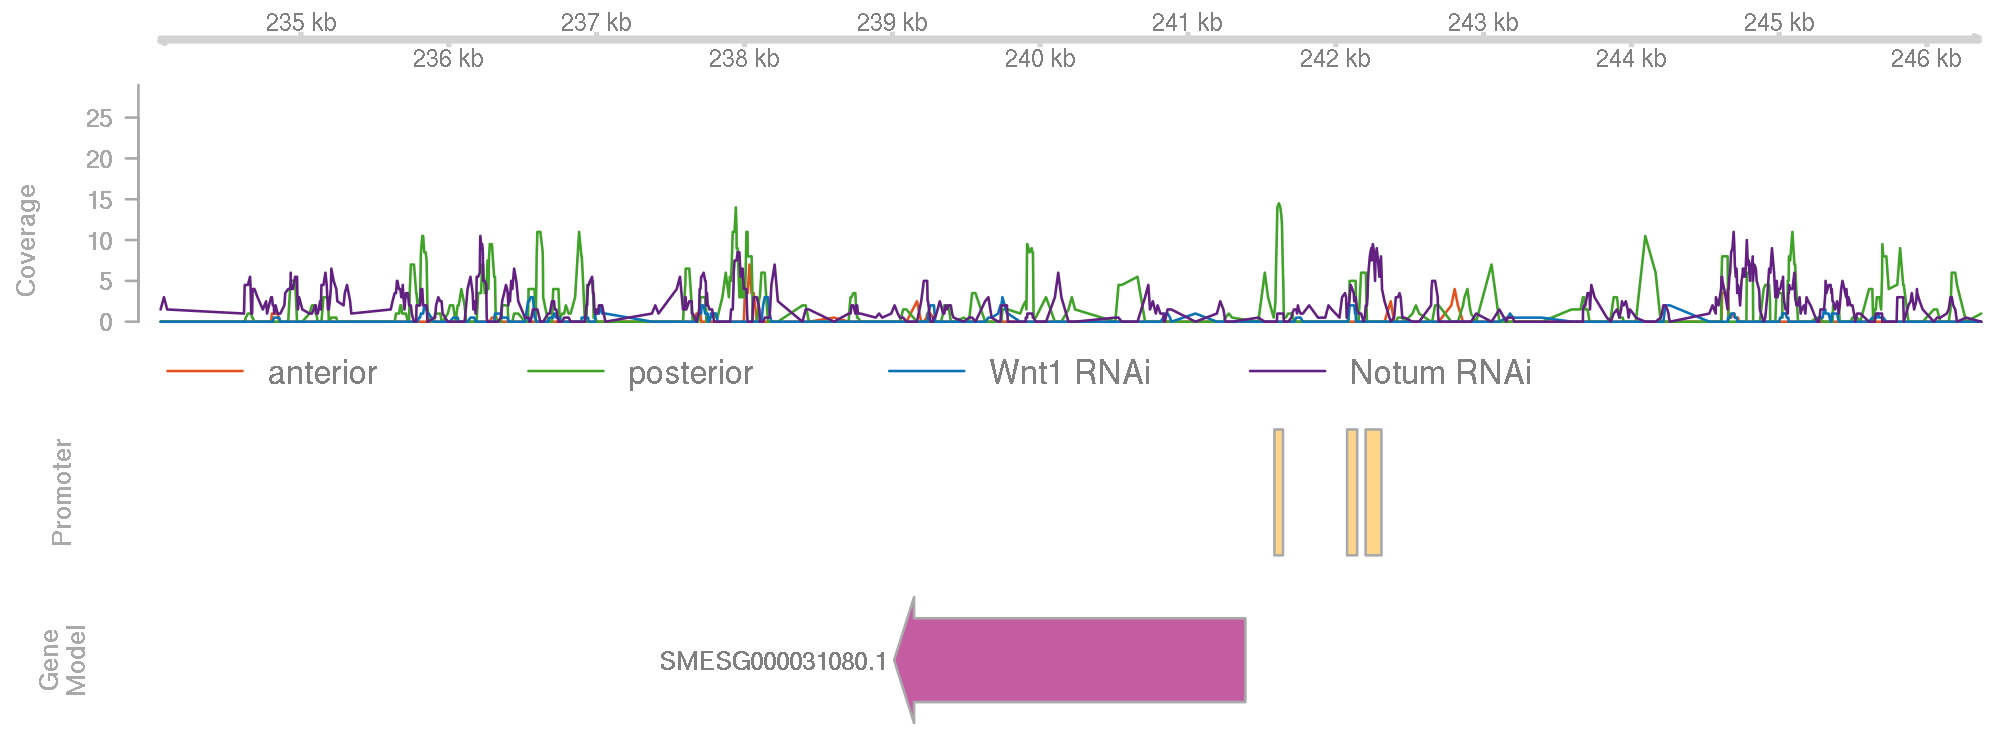 235 kb 237 kb 239 kb 241 kb 243 kb 245 kb
236 kb 238 kb 240 kb 242 kb 244 kb 246 kb
Coverage
25
20
15
10
5
0
anterior posterior Wnt1 RNAi Notum RNAi
Promoter
Gene
Model
SMESG000031080.1